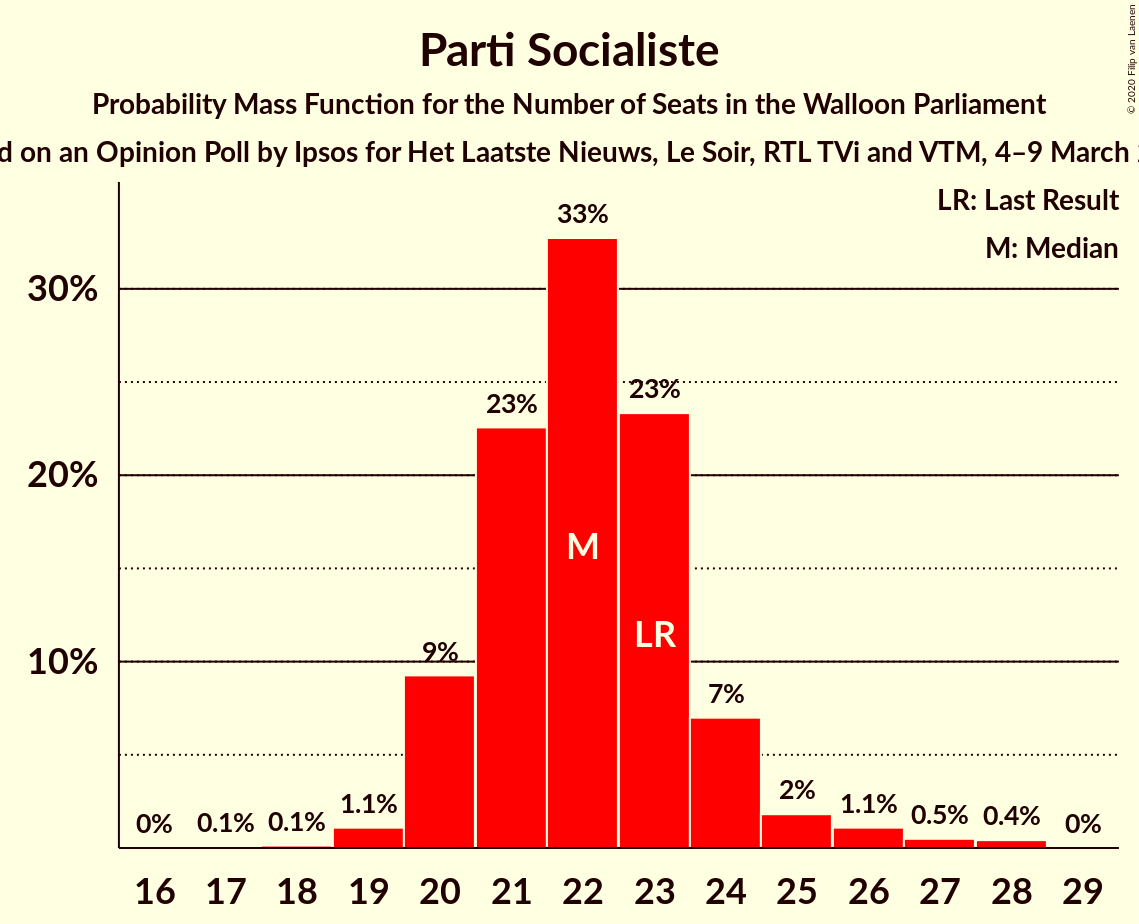 Parti Socialiste
Probability Mass Function for the Number of Seats in the Walloon Parliament
d on an Opinion Poll by Ipsos for Het Laatste Nieuws, Le Soir, RTL TVi and VTM, 4–9 March
© 2020 Filip van Laenen
LR: Last Result
M: Median
30%
20%
10%
0% 0.1% 0.1% 1.1% 9% 23% 33% 23% 7% 2% 1.1% 0.5% 0.4% 0%
M
LR
16 17 18 19 20 21 22 23 24 25 26 27 28 29